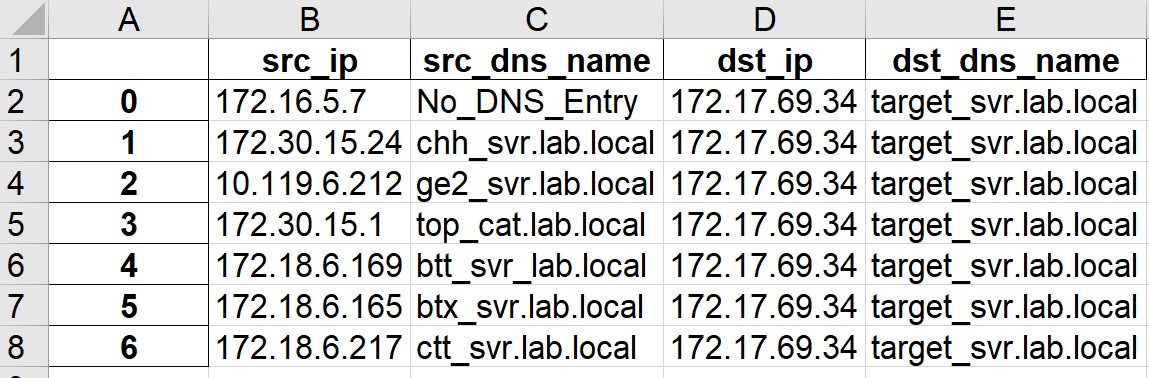 A B C D E
1 src_ip src_dns_name dst_ip dst_dns_name
2 0 172.16.5.7 No_DNS_Entry 172.17.69.34 target_svr.lab.local
3 1 172.30.15.24 chh_svr.lab.local 172.17.69.34 target_svr.lab.local
4 2 10.119.6.212 ge2_svr.lab.local 172.17.69.34 target_svr.lab.local
5 3 172.30.15.1 top_cat.lab.local 172.17.69.34 target_svr.lab.local
6 4 172.18.6.169 btt_svr_lab.local 172.17.69.34 target_svr.lab.local
7 5 172.18.6.165 btx_svr.lab.local 172.17.69.34 target_svr.lab.local
8 6 172.18.6.217 ctt_svr.lab.local 172.17.69.34 target_svr.lab.local